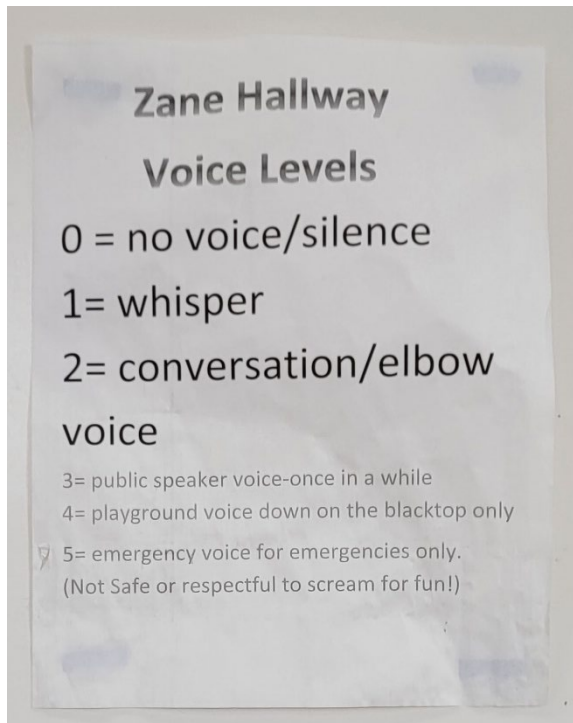 Zane Hallway
Voice Levels
0 = no voice/silence
1= whisper
2= conversation/elbow
voice
3= public speaker voice-once in a while
4= playground voice down on the blacktop only
5= emergency voice for emergencies only.
(Not Safe or respectful to scream for fun!)